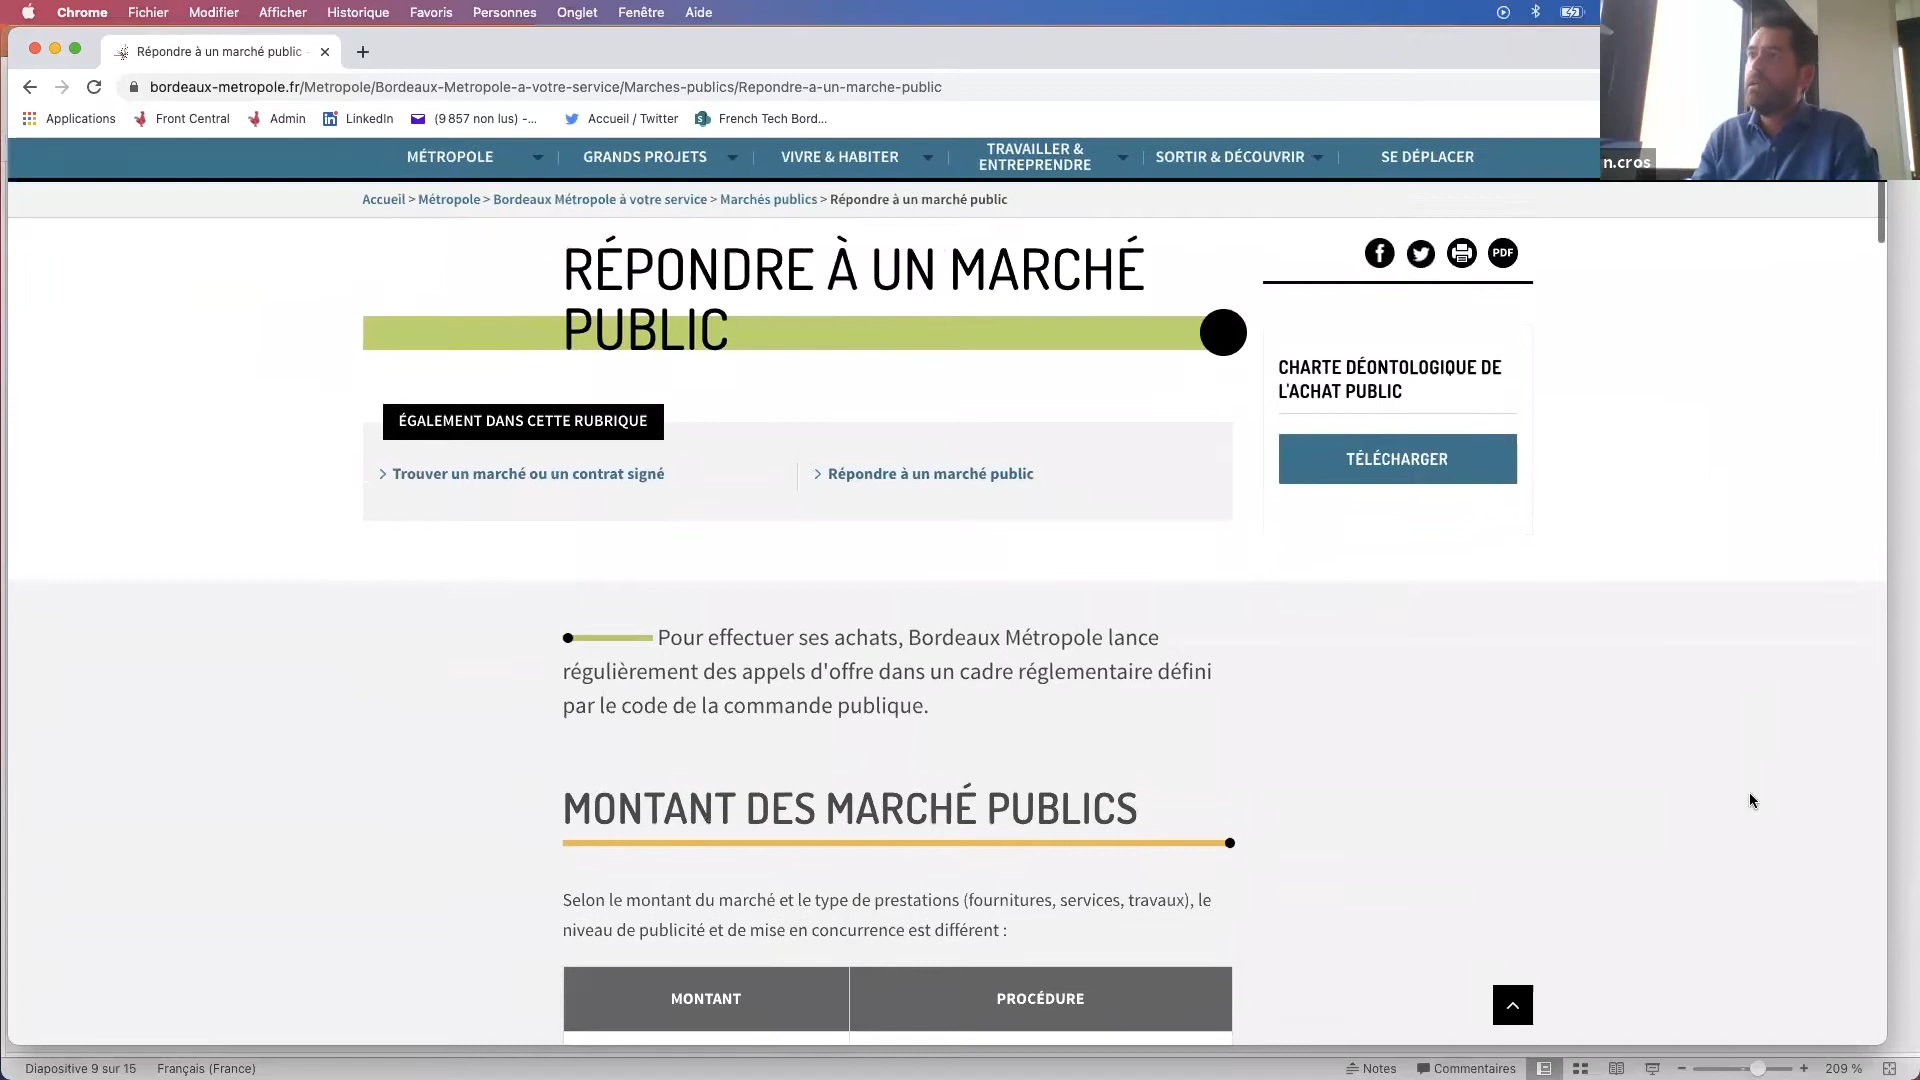 Chrome Fichier Modifier Afficher Historique Favoris Personnes Onglet Fenêtre Aide
Répondre à un marché public
bordeaux-metropole.fr/Metropole/Bordeaux-Metropole-a-votre-service/Marches-publics/Repondre-a-un-marche-public
Applications Front Central Admin LinkedIn (9 857 non lus) -... Accueil / Twitter French Tech Bord...
MÉTROPOLE GRANDS PROJETS VIVRE & HABITER TRAVAILLER & ENTREPRENDRE SORTIR & DÉCOUVRIR SE DÉPLACER
n.cros
Accueil > Métropole > Bordeaux Métropole à votre service > Marchés publics > Répondre à un marché public
RÉPONDRE À UN MARCHÉ
PUBLIC
PDF
CHARTE DÉONTOLOGIQUE DE
L'ACHAT PUBLIC
TÉLÉCHARGER
ÉGALEMENT DANS CETTE RUBRIQUE
> Trouver un marché ou un contrat signé
> Répondre à un marché public
Pour effectuer ses achats, Bordeaux Métropole lance
régulièrement des appels d'offre dans un cadre réglementaire défini
par le code de la commande publique.
MONTANT DES MARCHÉ PUBLICS
Selon le montant du marché et le type de prestations (fournitures, services, travaux), le
niveau de publicité et de mise en concurrence est différent :
MONTANT PROCÉDURE
Diapositive 9 sur 15 Français (France) Notes Commentaires 209 %